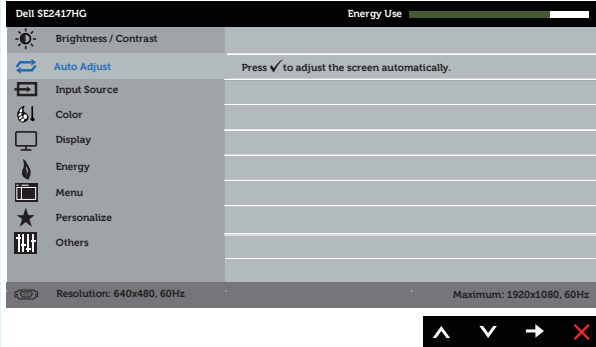 Dell SE2417HG Energy Use
Brightness / Contrast
Auto Adjust Press ✓ to adjust the screen automatically.
Input Source
Color
Display
Energy
Menu
Personalize
Others
Resolution: 640x480, 60Hz Maximum: 1920x1080, 60Hz